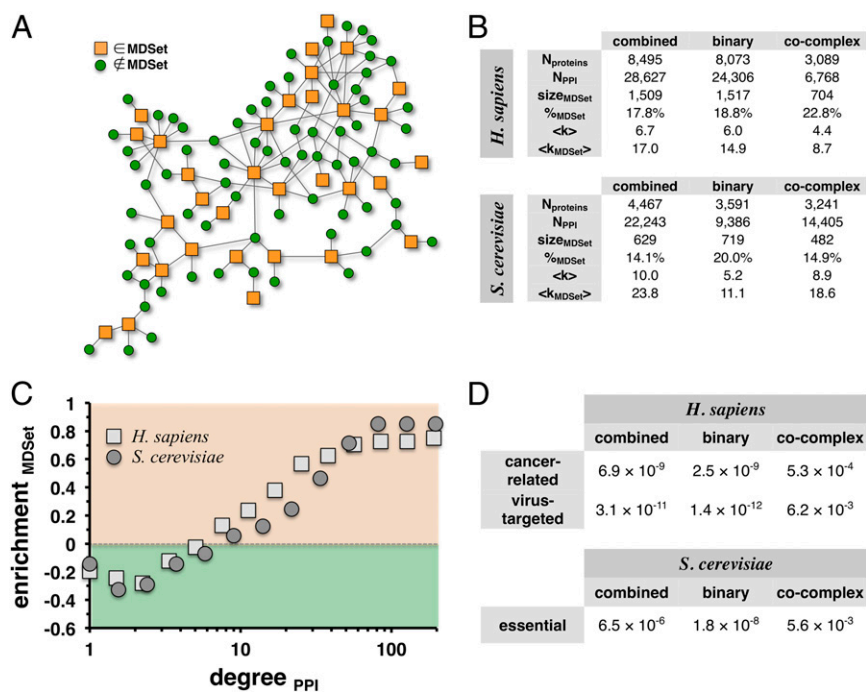 A
∈ MDSet
∉ MDSet
B
combined binary co-complex
H. sapiens
Nproteins 8,495 8,073 3,089
NPPI 28,627 24,306 6,768
sizeMDSet 1,509 1,517 704
%MDSet 17.8% 18.8% 22.8%
<k> 6.7 6.0 4.4
<kMDSet> 17.0 14.9 8.7
combined binary co-complex
S. cerevisiae
Nproteins 4,467 3,591 3,241
NPPI 22,243 9,386 14,405
sizeMDSet 629 719 482
%MDSet 14.1% 20.0% 14.9%
<k> 10.0 5.2 8.9
<kMDSet> 23.8 11.1 18.6
C
enrichment MDSet
1
0.8
0.6
0.4
0.2
0
-0.2
-0.4
-0.6
H. sapiens
S. cerevisiae
1 10 100
degree PPI
D
H. sapiens
combined binary co-complex
cancer-
related 6.9 × 10-9 2.5 × 10-9 5.3 × 10-4
virus-
targeted 3.1 × 10-11 1.4 × 10-12 6.2 × 10-3
S. cerevisiae
combined binary co-complex
essential 6.5 × 10-6 1.8 × 10-8 5.6 × 10-3